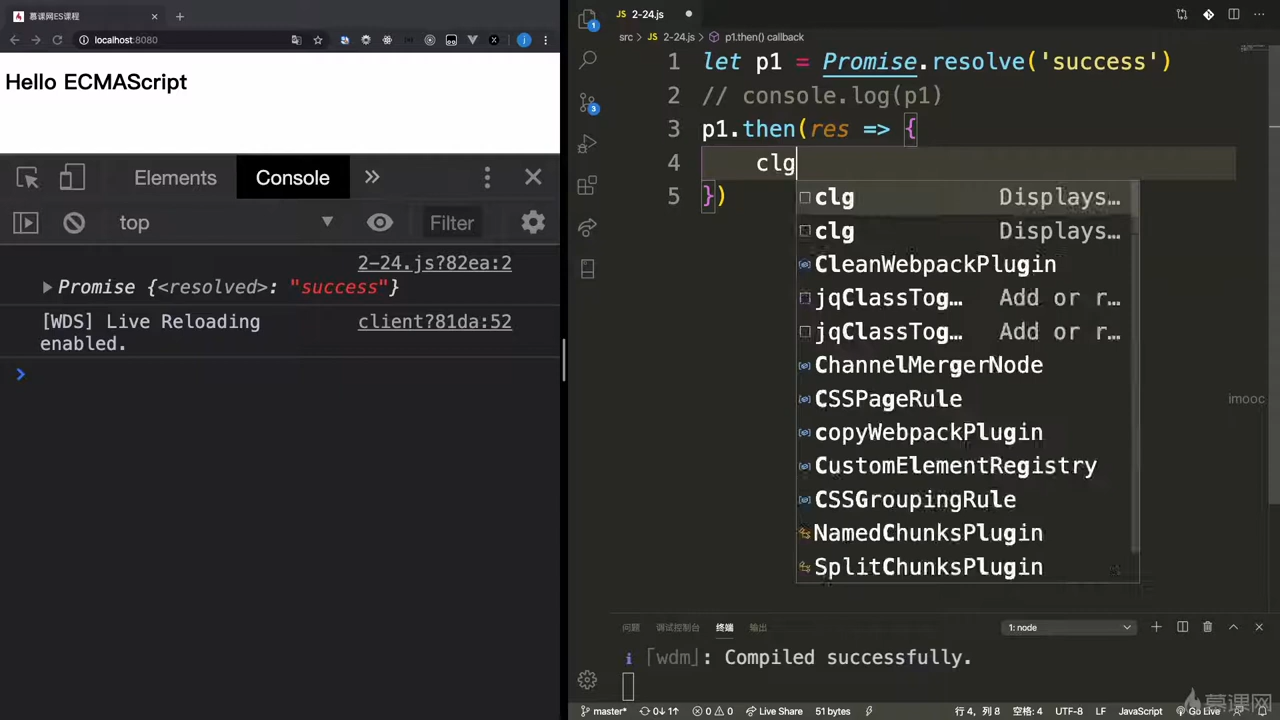 慕课网ES课程
localhost:8080
Hello ECMAScript
Elements
Console
top
Filter
2-24.js?82ea:2
Promise {<resolved>: "success"}
[WDS] Live Reloading
enabled.
client?81da:52
2-24.js
src > 2-24.js > p1.then() callback
1 let p1 = Promise.resolve('success')
2 // console.log(p1)
3 p1.then(res => {
4 clg
5 })
clg Displays…
clg Displays…
CleanWebpackPlugin
jqClassTog… Add or r…
jqClassTog… Add or r…
ChannelMergerNode
CSSPageRule
copyWebpackPlugin
CustomElementRegistry
CSSGroupingRule
NamedChunksPlugin
SplitChunksPlugin
imooc
问题 调试控制台 终端 输出
1: node
i ｢wdm｣: Compiled successfully.
master* 0↓ 1↑ 0 0 Live Share 51 bytes
行 4, 列 8 空格: 4 UTF-8 LF JavaScript Go Live
慕课网